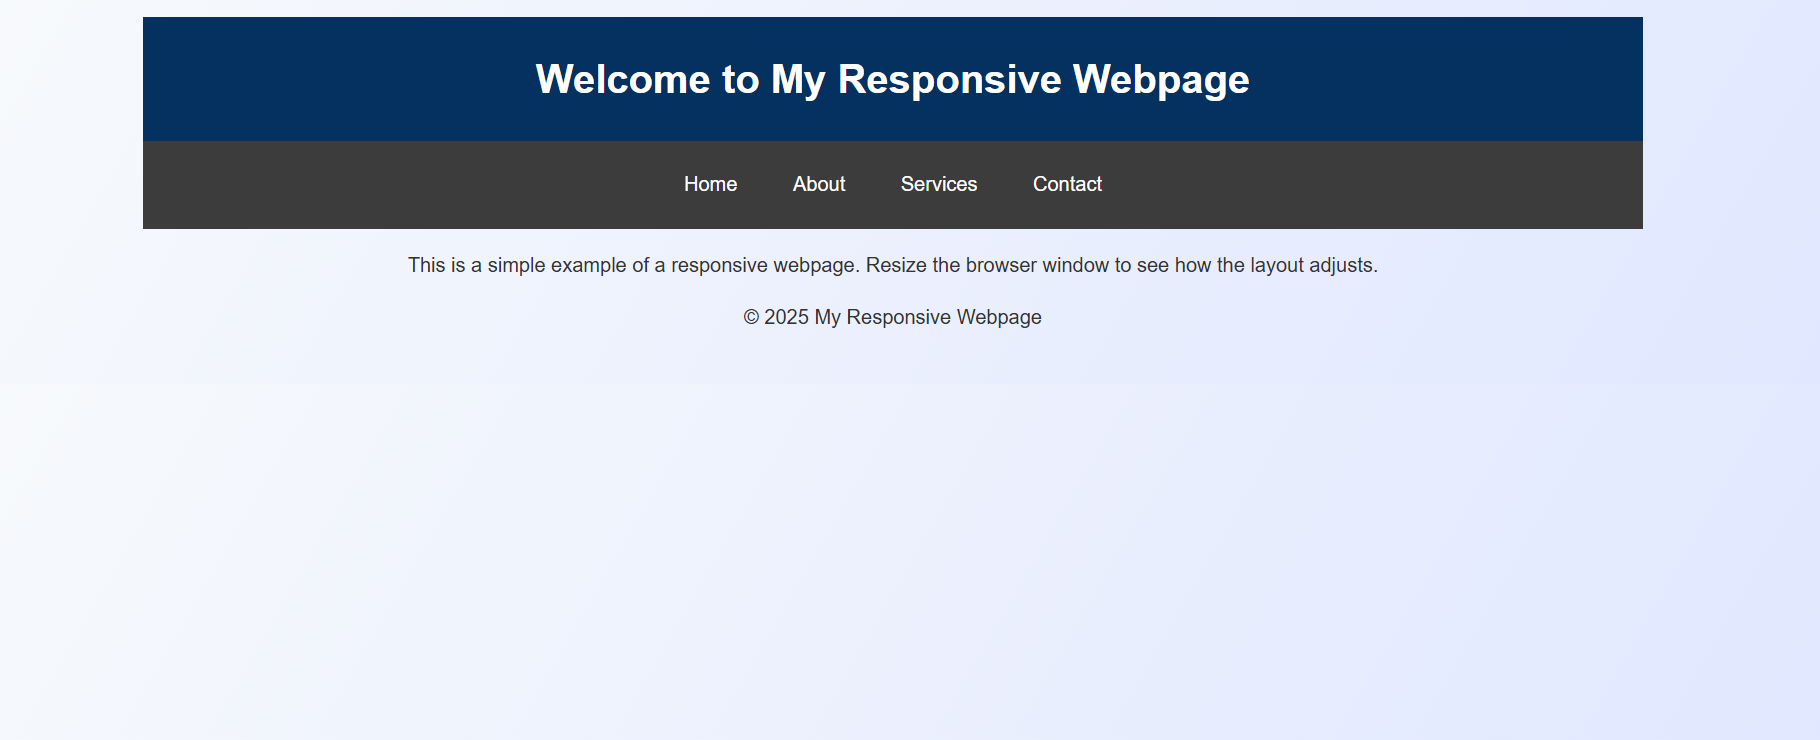 Welcome to My Responsive Webpage
Home About Services Contact
This is a simple example of a responsive webpage. Resize the browser window to see how the layout adjusts.
© 2025 My Responsive Webpage